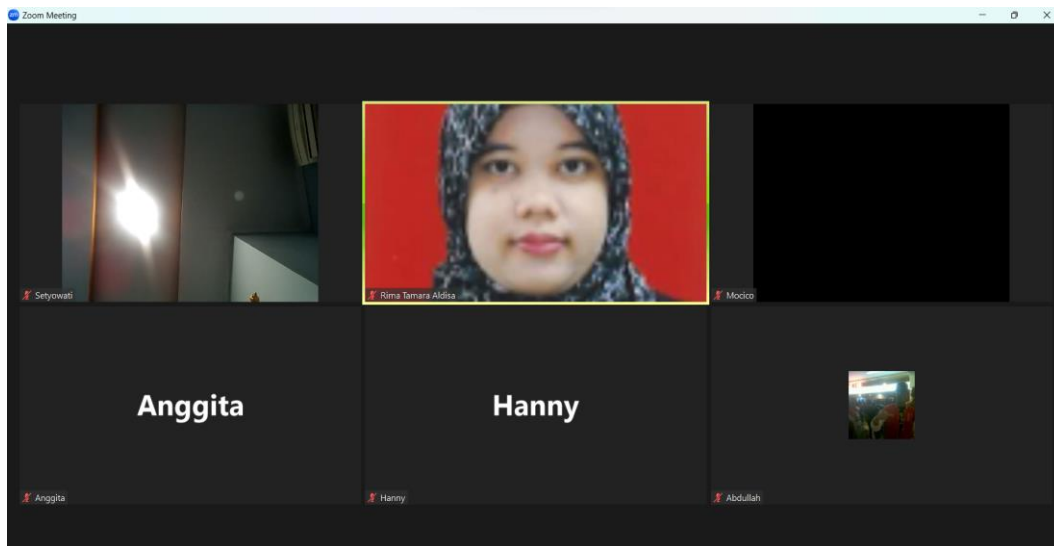 Zoom Meeting
Setyowati
Rima Tamara Aldisa
Mocico
Anggita
Hanny
Anggita
Hanny
Abdullah